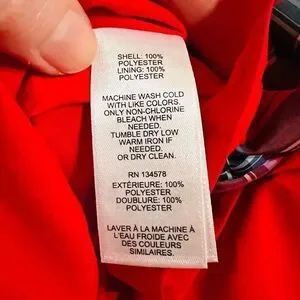 SHELL: 100%
POLYESTER
LINING: 100%
POLYESTER
MACHINE WASH COLD
WITH LIKE COLORS.
ONLY NON-CHLORINE
BLEACH WHEN
NEEDED.
TUMBLE DRY LOW
WARM IRON IF
NEEDED.
OR DRY CLEAN.
RN 134578
EXTÉRIEURE: 100%
POLYESTER
DOUBLURE: 100%
POLYESTER
LAVER À LA MACHINE À
L'EAU FROIDE AVEC
DES COULEURS
SIMILAIRES.